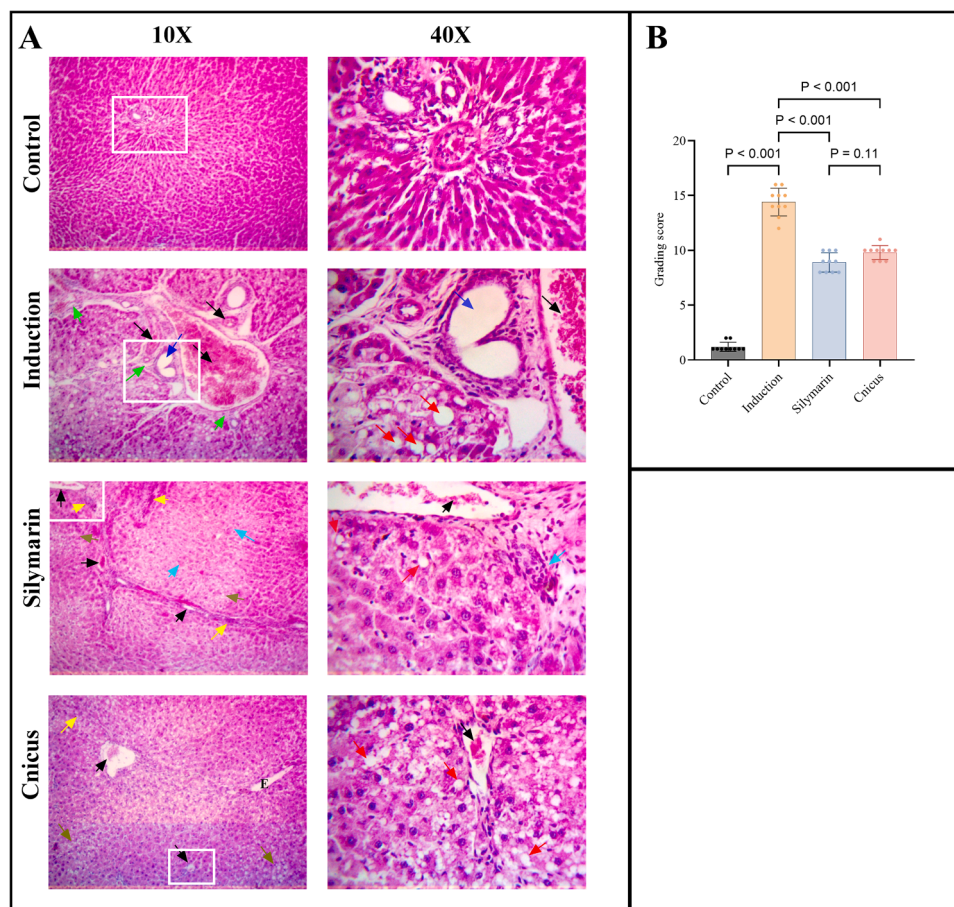 A
10X
40X
Control
Induction
Silymarin
Cnicus
F
B
P < 0.001
P < 0.001
P < 0.001
P = 0.11
Grading score
20
15
10
5
0
Control
Induction
Silymarin
Cnicus